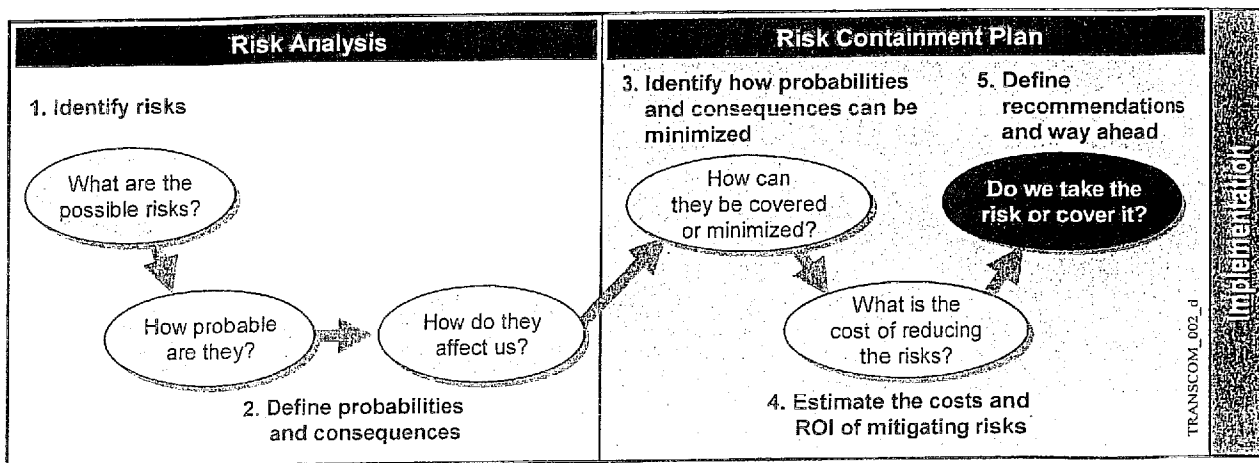 Risk Analysis
1. Identify risks
What are the
possible risks?
How probable
are they?
How do they
affect us?
2. Define probabilities
and consequences
Risk Containment Plan
3. Identify how probabilities
and consequences can be
minimized
How can
they be covered
or minimized?
What is the
cost of reducing
the risks?
4. Estimate the costs and
ROI of mitigating risks
5. Define
recommendations
and way ahead
Do we take the
risk or cover it?
TRANSCOM_002_d
Implementation